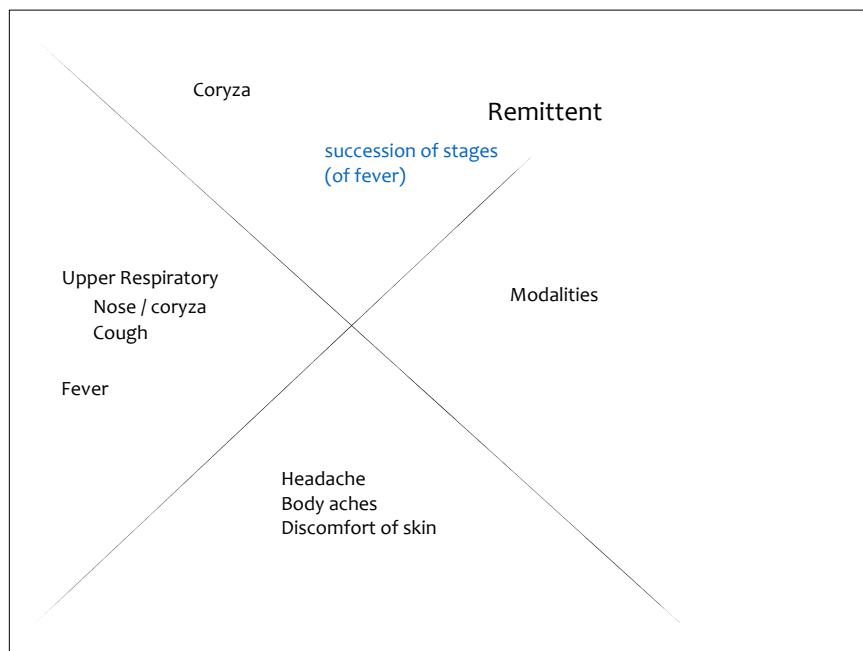 Coryza
Remittent
succession of stages
(of fever)
Upper Respiratory
Nose / coryza
Cough
Modalities
Fever
Headache
Body aches
Discomfort of skin